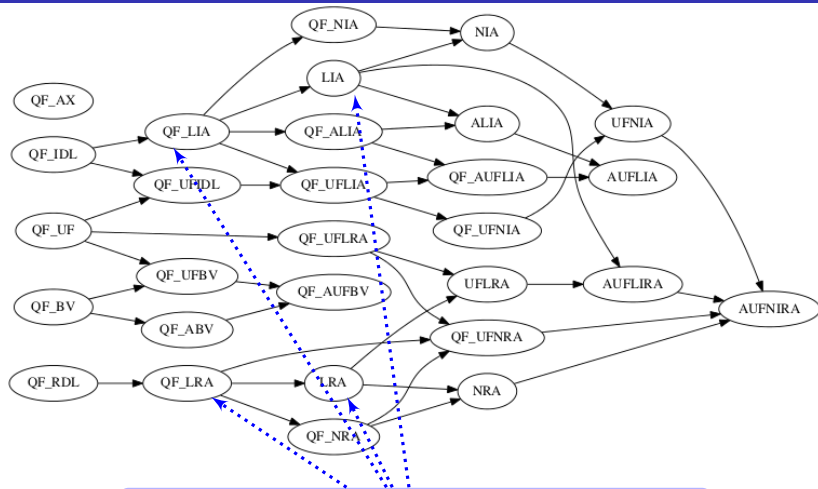 QF_NIA
NIA
LIA
QF_AX
QF_LIA
QF_ALIA
ALIA
UFNIA
QF_IDL
QF_UFIDL
QF_UFLIA
QF_AUFLIA
AUFLIA
QF_UF
QF_UFLRA
QF_UFNIA
QF_UFBV
QF_AUFBV
UFLRA
AUFLIRA
QF_BV
QF_ABV
QF_UFNRA
AUFNIRA
QF_RDL
QF_LRA
LRA
NRA
QF_NRA